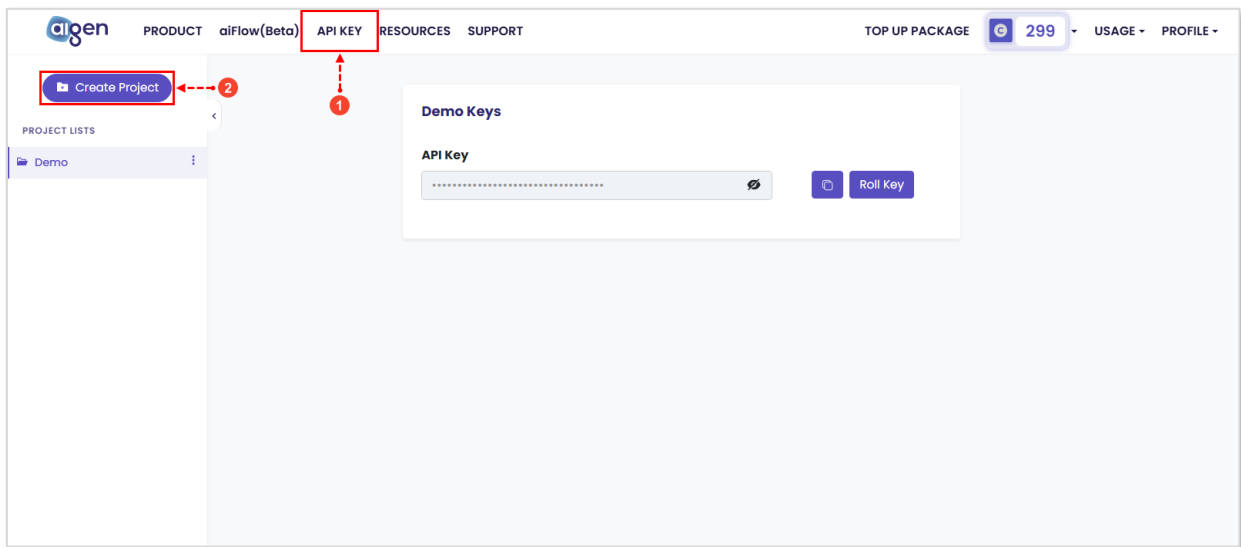 aigen PRODUCT aiFlow(Beta) API KEY RESOURCES SUPPORT TOP UP PACKAGE C 299 USAGE PROFILE
Create Project 2
1
Demo Keys
PROJECT LISTS
API Key
Demo
•••••••••••••••••••••••••••••••••• Roll Key